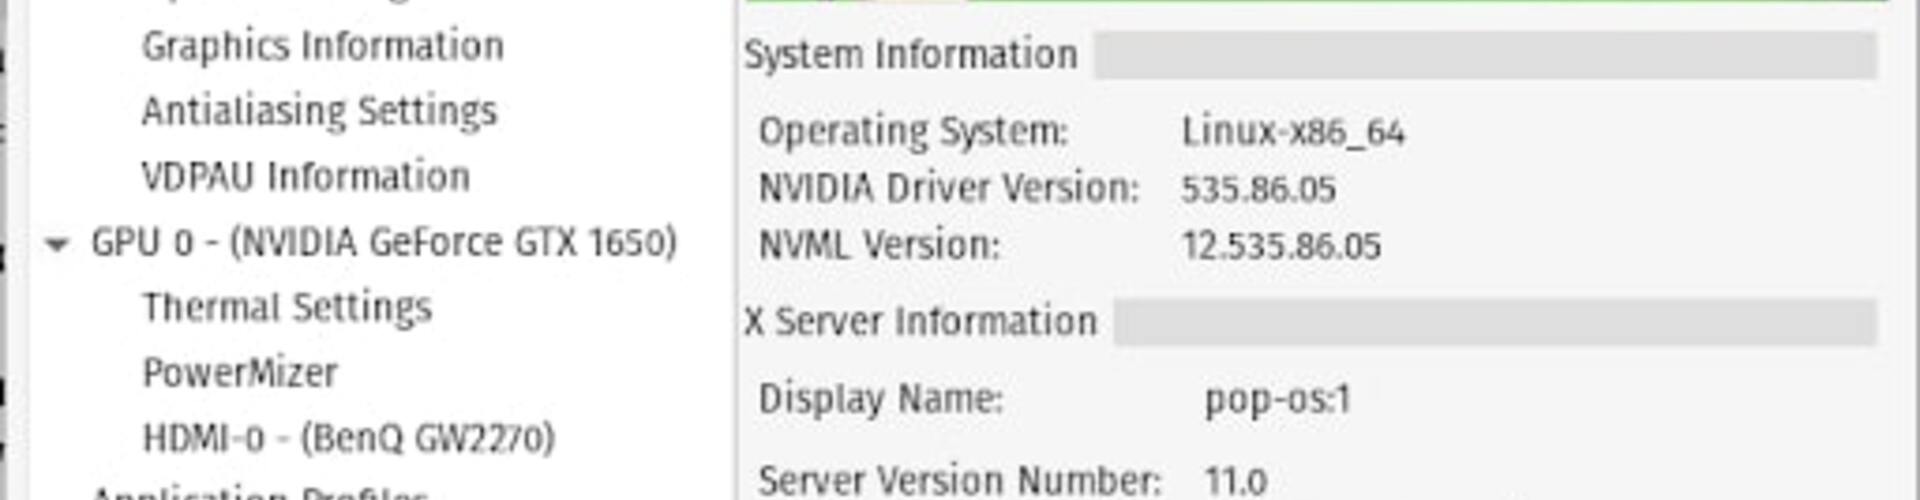 Graphics Information
Antialiasing Settings
VDPAU Information
GPU 0 - (NVIDIA GeForce GTX 1650)
Thermal Settings
PowerMizer
HDMI-0 - (BenQ GW2270)
Application Profiles
System Information
Operating System: Linux-x86_64
NVIDIA Driver Version: 535.86.05
NVML Version: 12.535.86.05
X Server Information
Display Name: pop-os:1
Server Version Number: 11.0